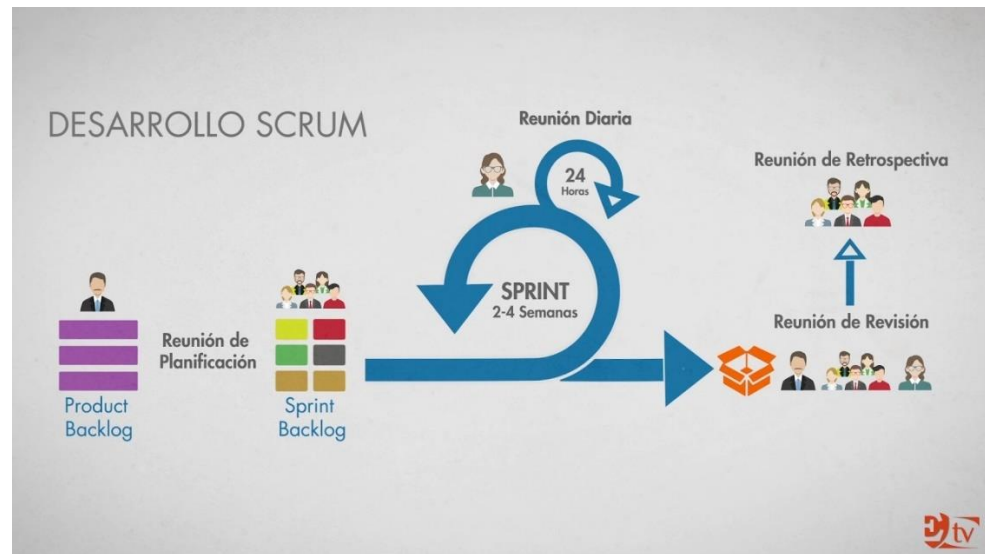 DESARROLLO SCRUM
Reunión Diaria
24
Horas
Reunión de Retrospectiva
SPRINT
2-4 Semanas
Reunión de Revisión
Reunión de
Planificación
Product
Backlog
Sprint
Backlog
E tv